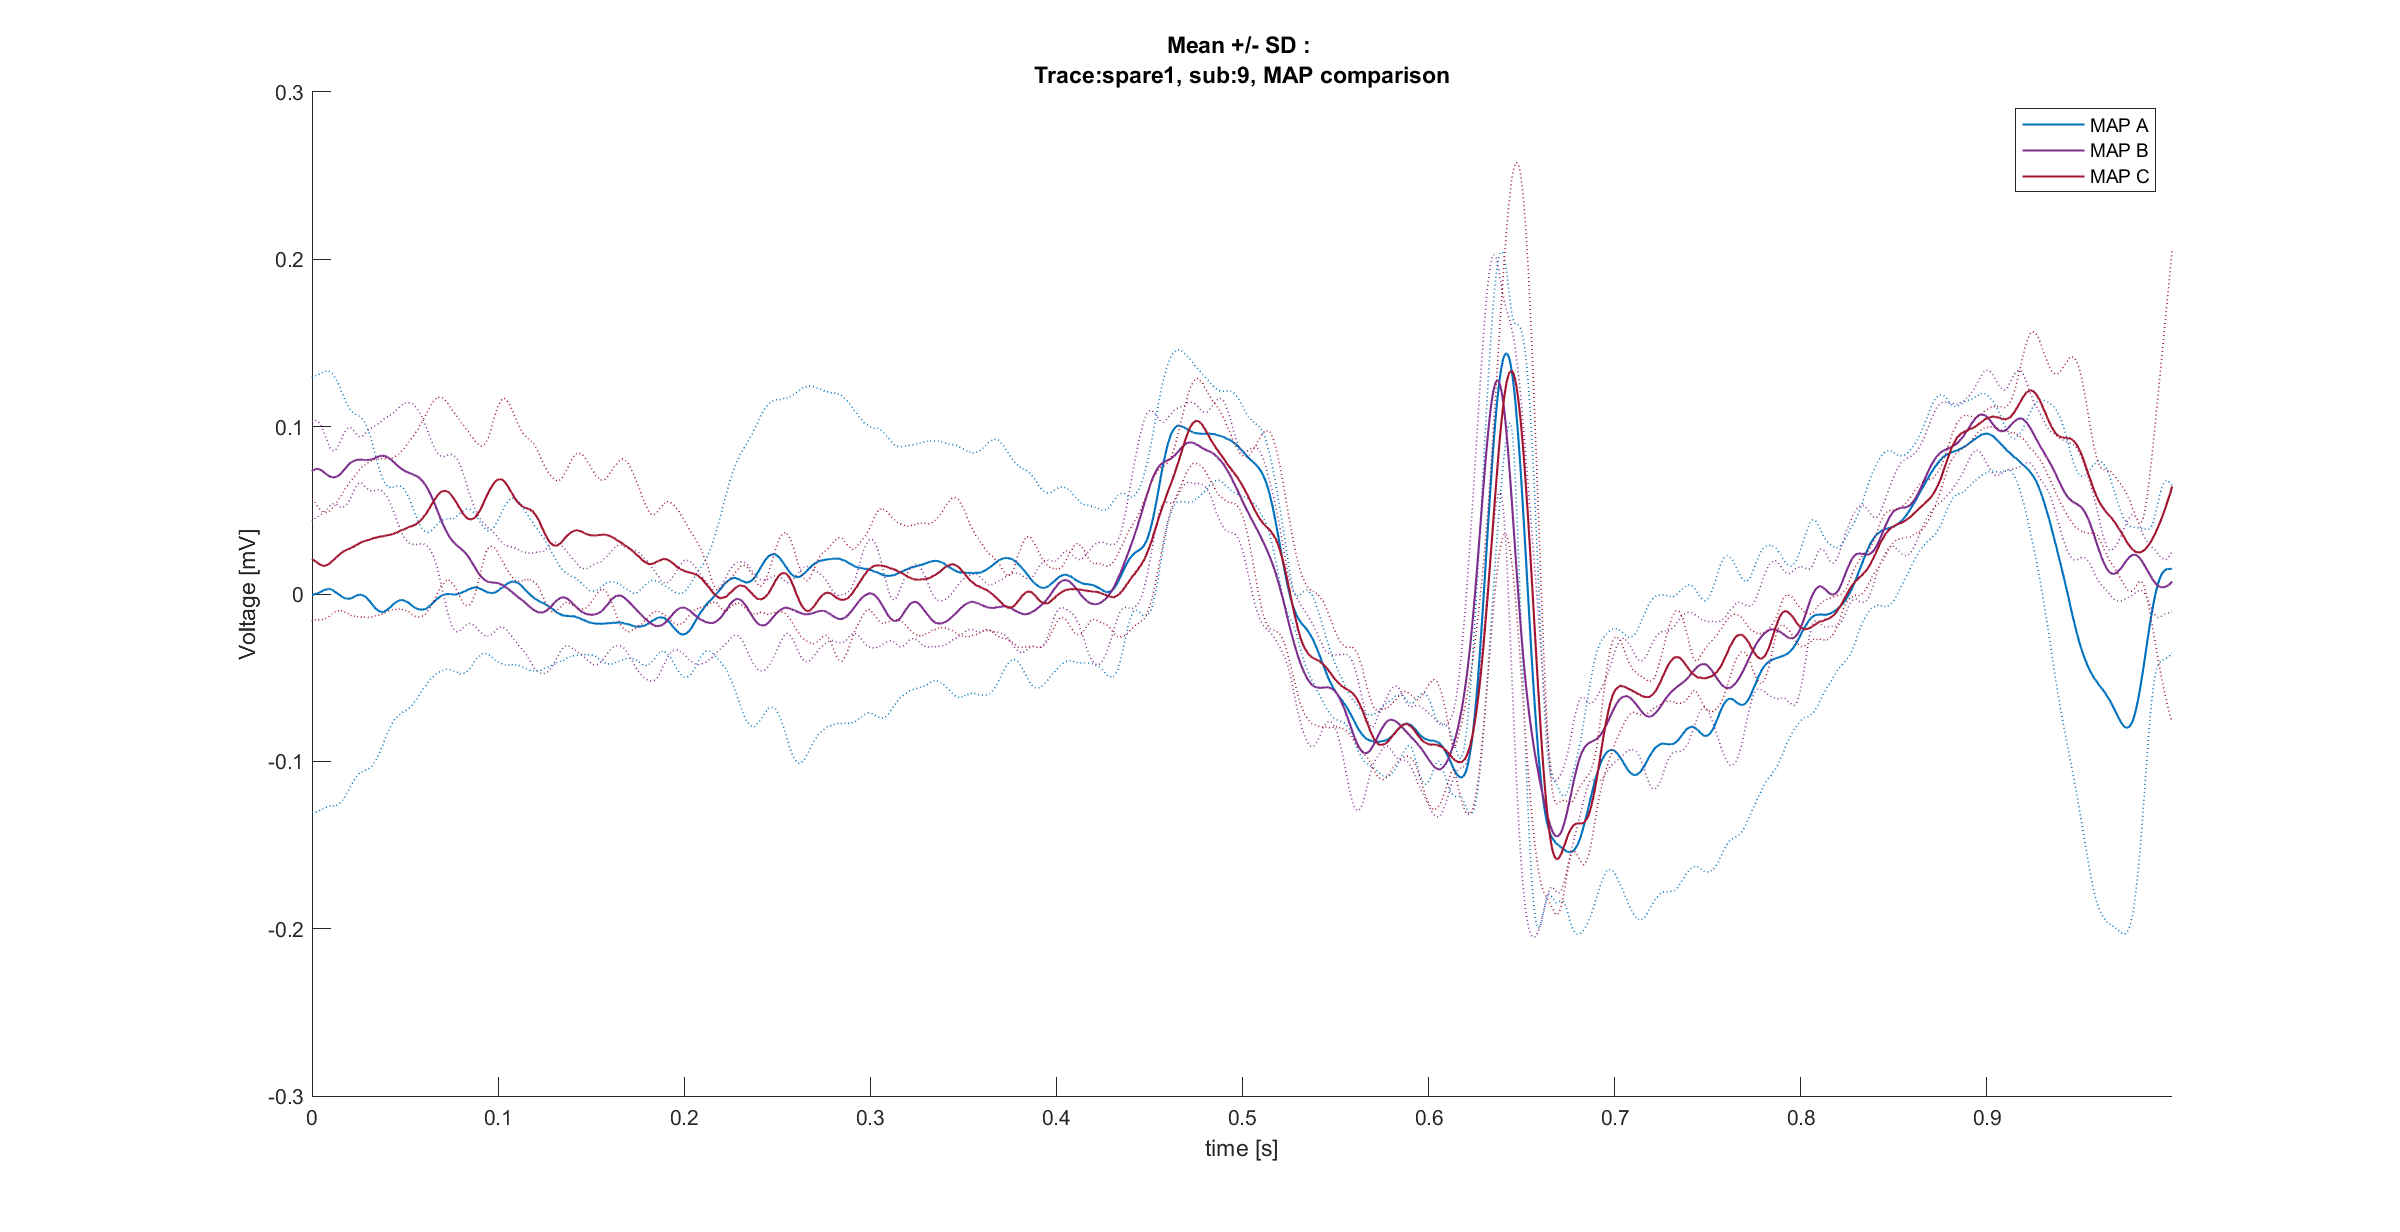 Mean +/- SD :
Trace:spare1, sub:9, MAP comparison
MAP A
MAP B
MAP C
0.3
0.2
0.1
0
-0.1
-0.2
-0.3
Voltage [mV]
0
0.1
0.2
0.3
0.4
0.5
0.6
0.7
0.8
0.9
time [s]